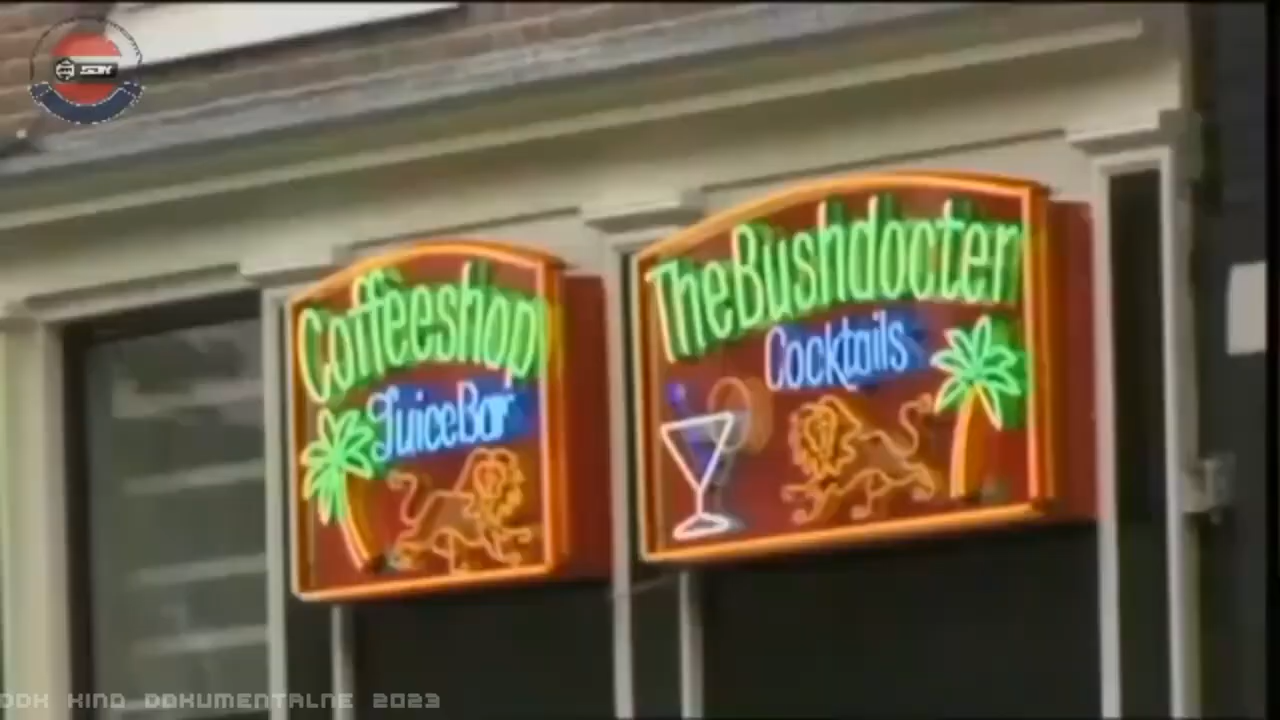 Coffeeshop
JuiceBar
TheBushdocter
Cocktails
DDK KINO DOKUMENTALNE 2023